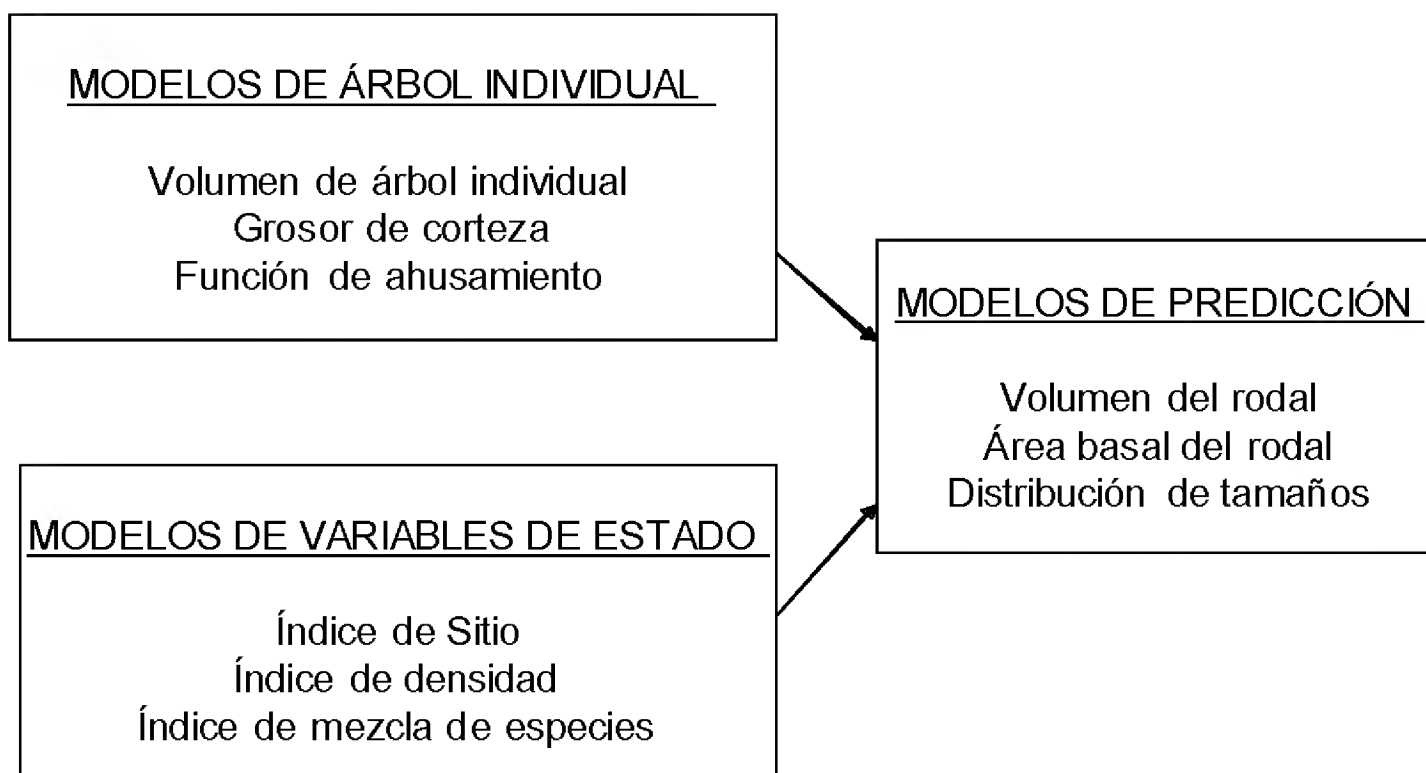 MODELOS DE ÁRBOL INDIVIDUAL
Volumen de árbol individual
Grosor de corteza
Función de ahusamiento
MODELOS DE VARIABLES DE ESTADO
Índice de Sitio
Índice de densidad
Índice de mezcla de especies
MODELOS DE PREDICCIÓN
Volumen del rodal
Área basal del rodal
Distribución de tamaños